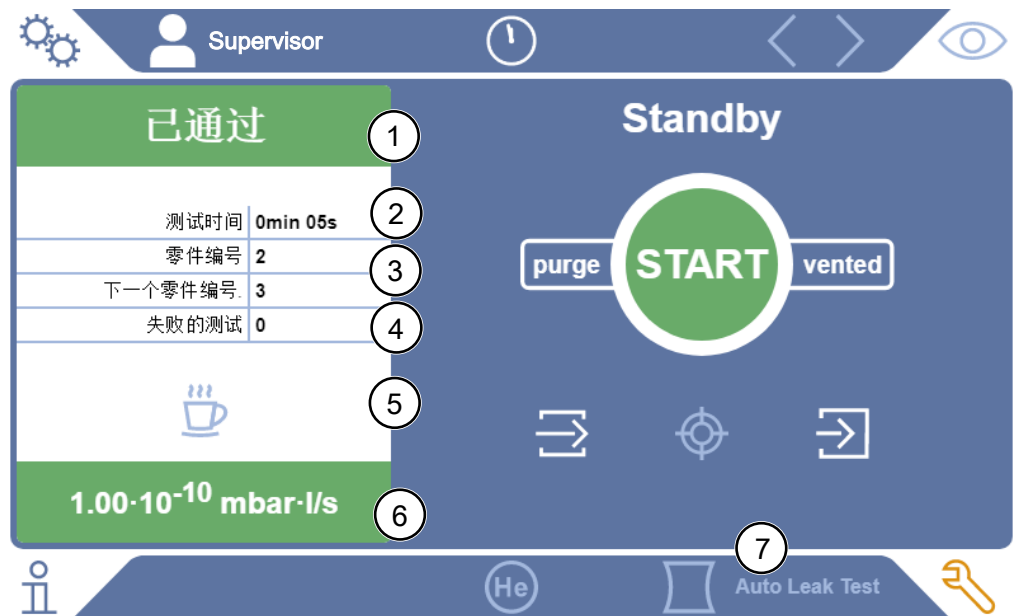 Supervisor
已通过
1
Standby
测试时间 0min 05s
2
零件编号 2
3
下一个零件编号. 3
失败的测试 0
4
purge START vented
5
1.00·10⁻¹⁰ mbar·l/s
6
7
He
Auto Leak Test